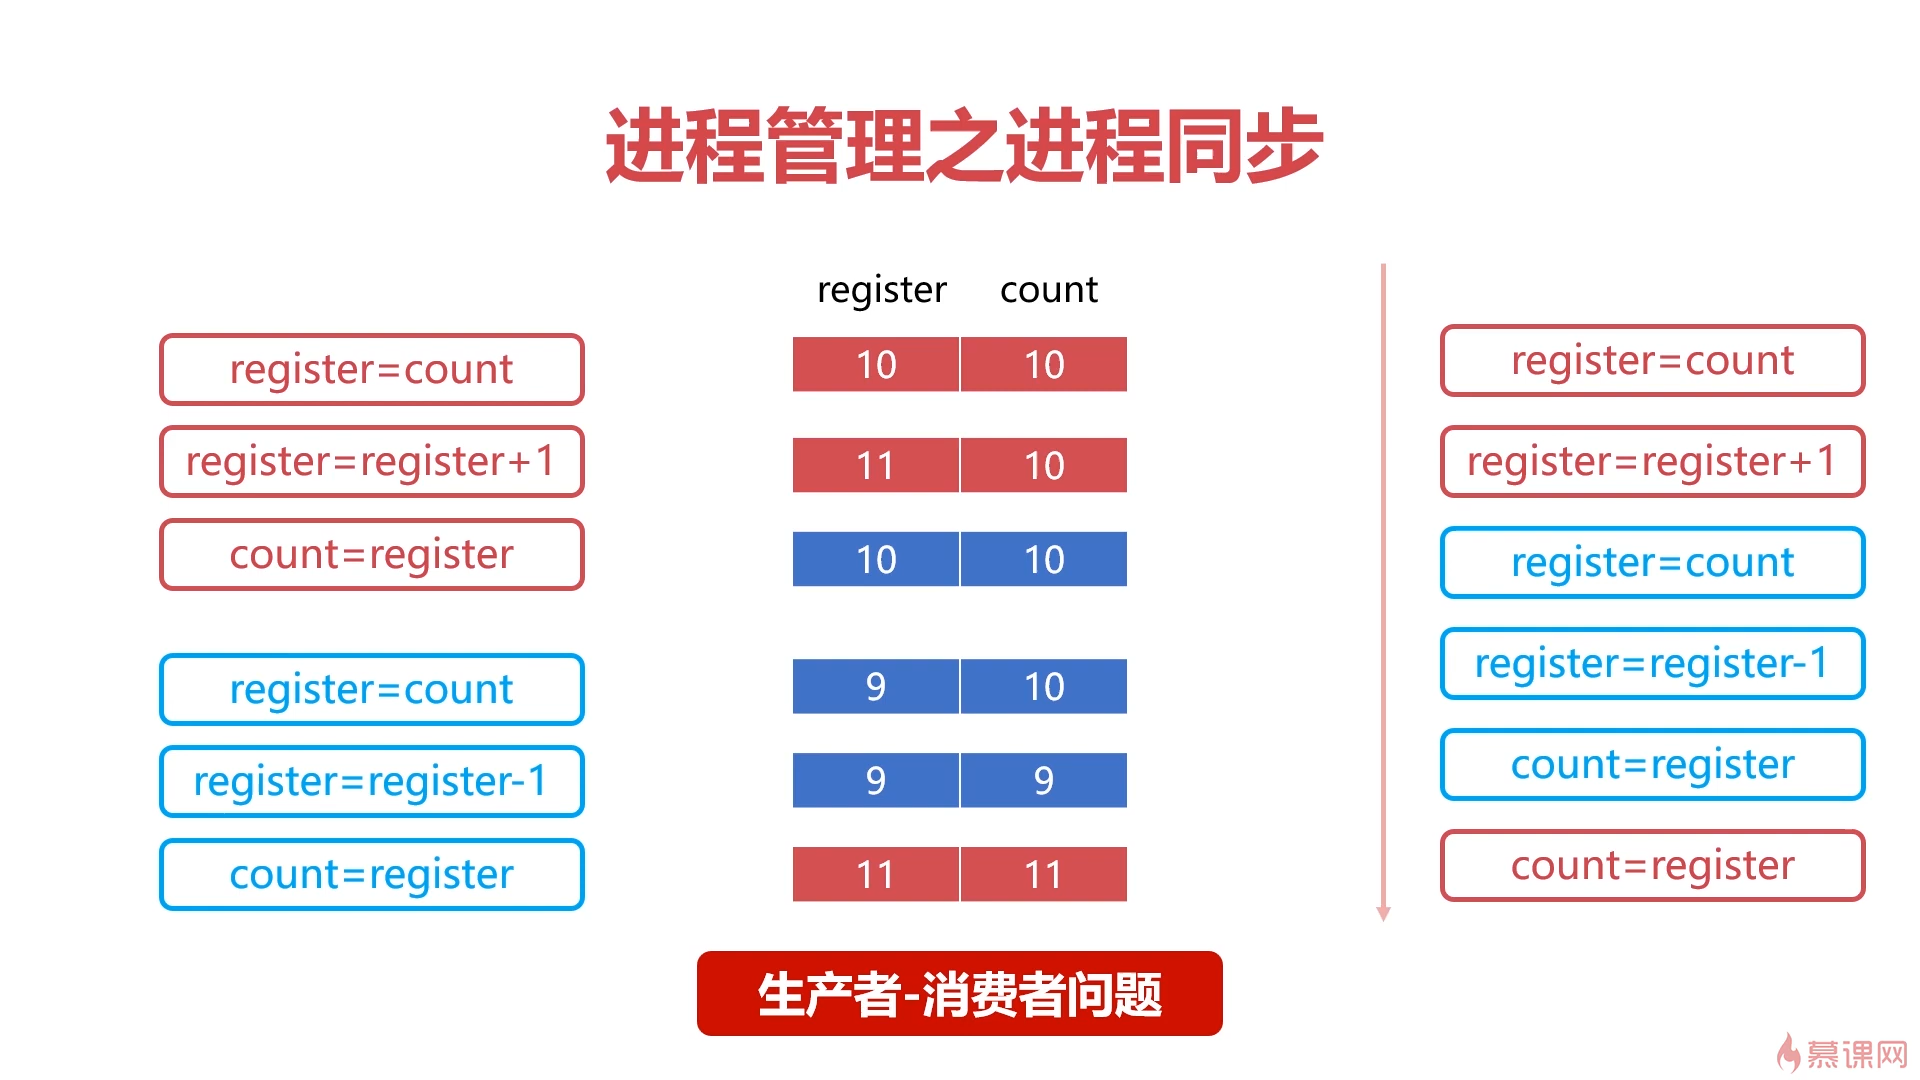 进程管理之进程同步
register=count
register=register+1
count=register
register=count
register=register-1
count=register
register count
10 10
11 10
10 10
9 10
9 9
11 11
register=count
register=register+1
register=count
register=register-1
count=register
count=register
生产者-消费者问题
慕课网